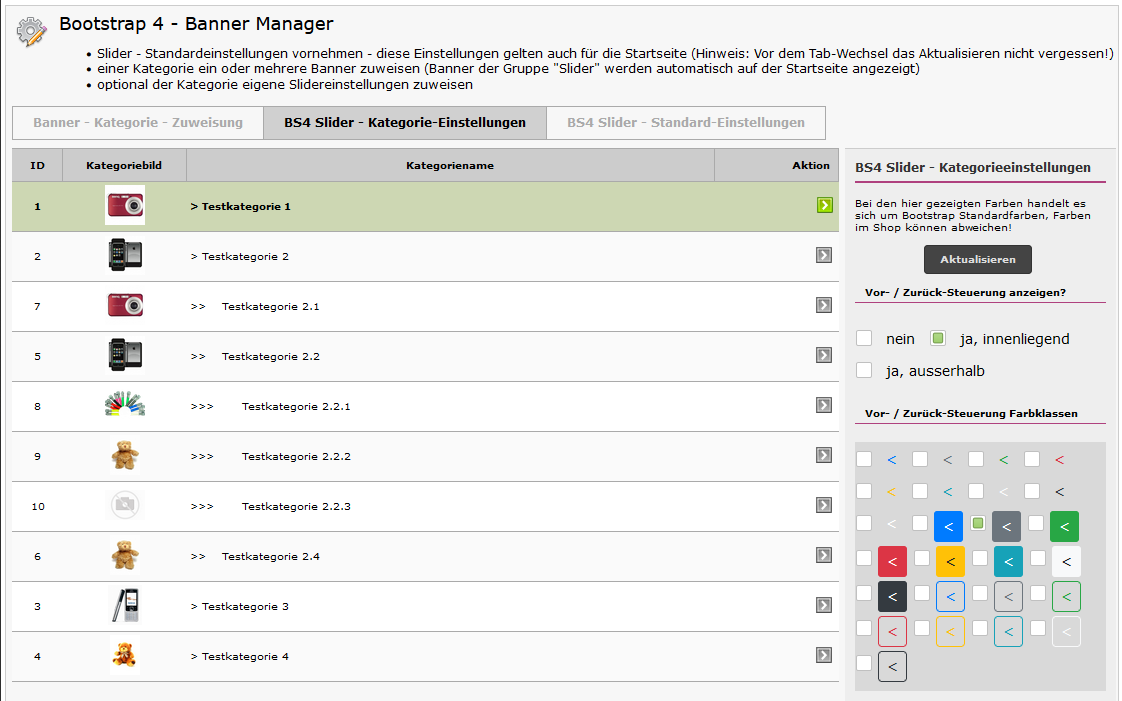 Bootstrap 4 - Banner Manager
• Slider - Standardeinstellungen vornehmen - diese Einstellungen gelten auch für die Startseite (Hinweis: Vor dem Tab-Wechsel das Aktualisieren nicht vergessen!)
• einer Kategorie ein oder mehrere Banner zuweisen (Banner der Gruppe "Slider" werden automatisch auf der Startseite angezeigt)
• optional der Kategorie eigene Slidereinstellungen zuweisen
Banner - Kategorie - Zuweisung BS4 Slider - Kategorie-Einstellungen BS4 Slider - Standard-Einstellungen
ID Kategoriebild Kategoriename Aktion
1 > Testkategorie 1
2 > Testkategorie 2
7 >> Testkategorie 2.1
5 >> Testkategorie 2.2
8 >>> Testkategorie 2.2.1
9 >>> Testkategorie 2.2.2
10 >>> Testkategorie 2.2.3
6 >> Testkategorie 2.4
3 > Testkategorie 3
4 > Testkategorie 4
BS4 Slider - Kategorieeinstellungen
Bei den hier gezeigten Farben handelt es
sich um Bootstrap Standardfarben, Farben
im Shop können abweichen!
Aktualisieren
Vor- / Zurück-Steuerung anzeigen?
nein ja, innenliegend
ja, ausserhalb
Vor- / Zurück-Steuerung Farbklassen
< < < <
< < < <
< < < <
< < < <
< < < <
< < < <
<